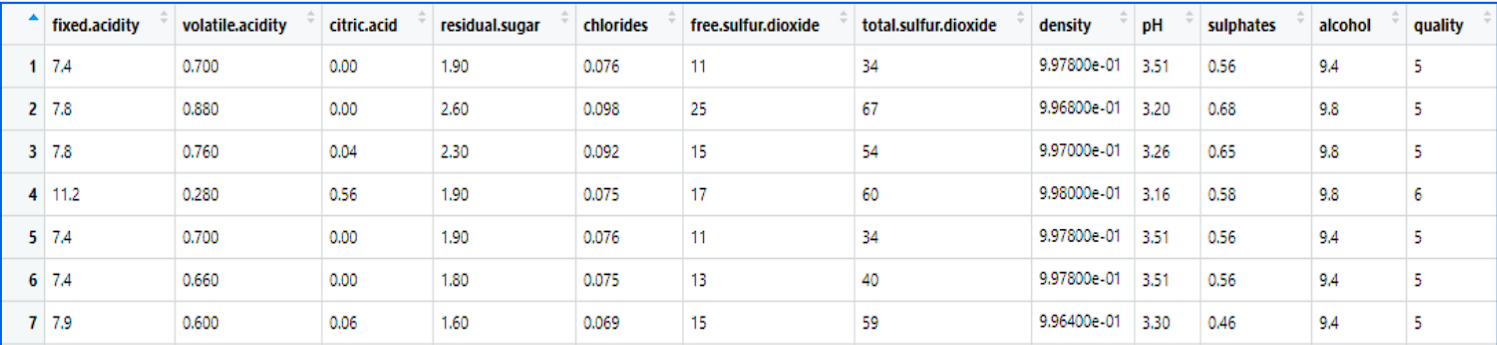 fixed.acidity volatile.acidity citric.acid residual.sugar chlorides free.sulfur.dioxide total.sulfur.dioxide density pH sulphates alcohol quality
1 7.4 0.700 0.00 1.90 0.076 11 34 9.97800e-01 3.51 0.56 9.4 5
2 7.8 0.880 0.00 2.60 0.098 25 67 9.96800e-01 3.20 0.68 9.8 5
3 7.8 0.760 0.04 2.30 0.092 15 54 9.97000e-01 3.26 0.65 9.8 5
4 11.2 0.280 0.56 1.90 0.075 17 60 9.98000e-01 3.16 0.58 9.8 6
5 7.4 0.700 0.00 1.90 0.076 11 34 9.97800e-01 3.51 0.56 9.4 5
6 7.4 0.660 0.00 1.80 0.075 13 40 9.97800e-01 3.51 0.56 9.4 5
7 7.9 0.600 0.06 1.60 0.069 15 59 9.96400e-01 3.30 0.46 9.4 5